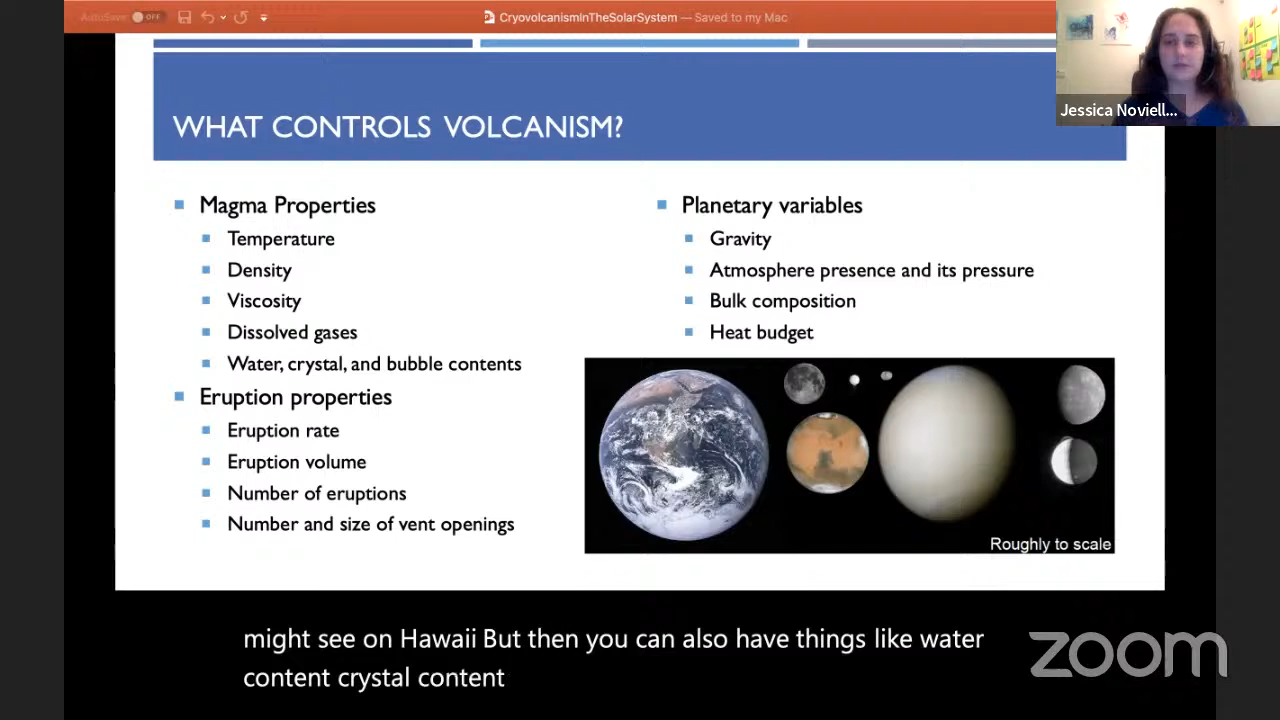 AutoSave OFF
CryovolcanismInTheSolarSystem — Saved to my Mac
Jessica Noviell...
WHAT CONTROLS VOLCANISM?
Magma Properties
Temperature
Density
Viscosity
Dissolved gases
Water, crystal, and bubble contents
Eruption properties
Eruption rate
Eruption volume
Number of eruptions
Number and size of vent openings
Planetary variables
Gravity
Atmosphere presence and its pressure
Bulk composition
Heat budget
Roughly to scale
might see on Hawaii But then you can also have things like water
content crystal content
zoom